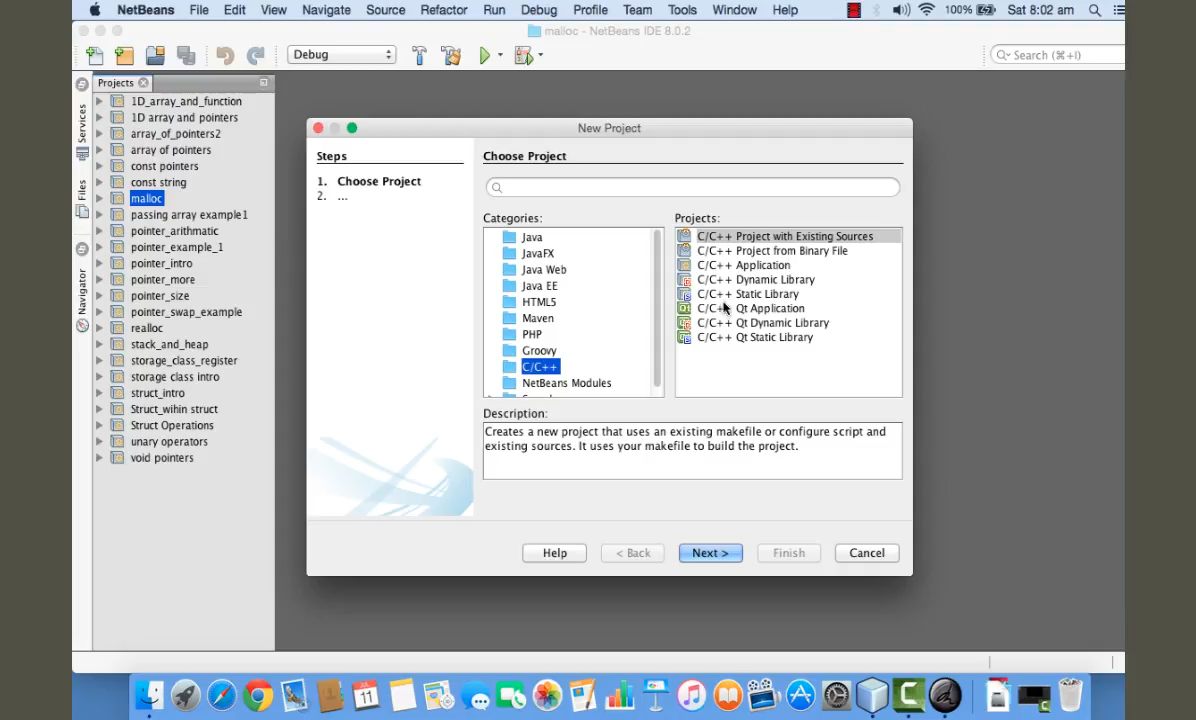 NetBeans File Edit View Navigate Source Refactor Run Debug Profile Team Tools Window Help 100% Sat 8:02 am
malloc - NetBeans IDE 8.0.2
Debug
Search (⌘+I)
Projects
Services
Files
Navigator
1D_array_and_function
1D array and pointers
array_of_pointers2
array of pointers
const pointers
const string
malloc
passing array example1
pointer_arithmatic
pointer_example_1
pointer_intro
pointer_more
pointer_size
pointer_swap_example
realloc
stack_and_heap
storage_class_register
storage class intro
struct_intro
Struct_wihin struct
Struct Operations
unary operators
void pointers
New Project
Steps
1. Choose Project
2. ...
Choose Project
Categories:
Java
JavaFX
Java Web
Java EE
HTML5
Maven
PHP
Groovy
C/C++
NetBeans Modules
Projects:
C/C++ Project with Existing Sources
C/C++ Project from Binary File
C/C++ Application
C/C++ Dynamic Library
C/C++ Static Library
C/C++ Qt Application
C/C++ Qt Dynamic Library
C/C++ Qt Static Library
Description:
Creates a new project that uses an existing makefile or configure script and
existing sources. It uses your makefile to build the project.
Help < Back Next > Finish Cancel
11